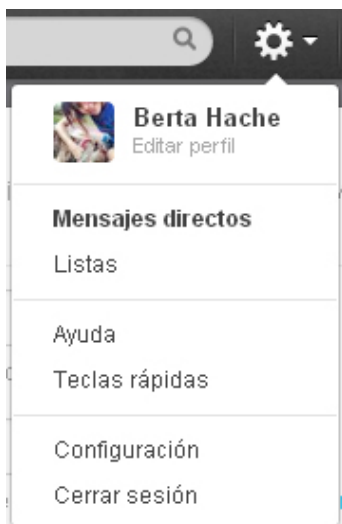 Berta Hache
Editar perfil
Mensajes directos
Listas
Ayuda
Teclas rápidas
Configuración
Cerrar sesión